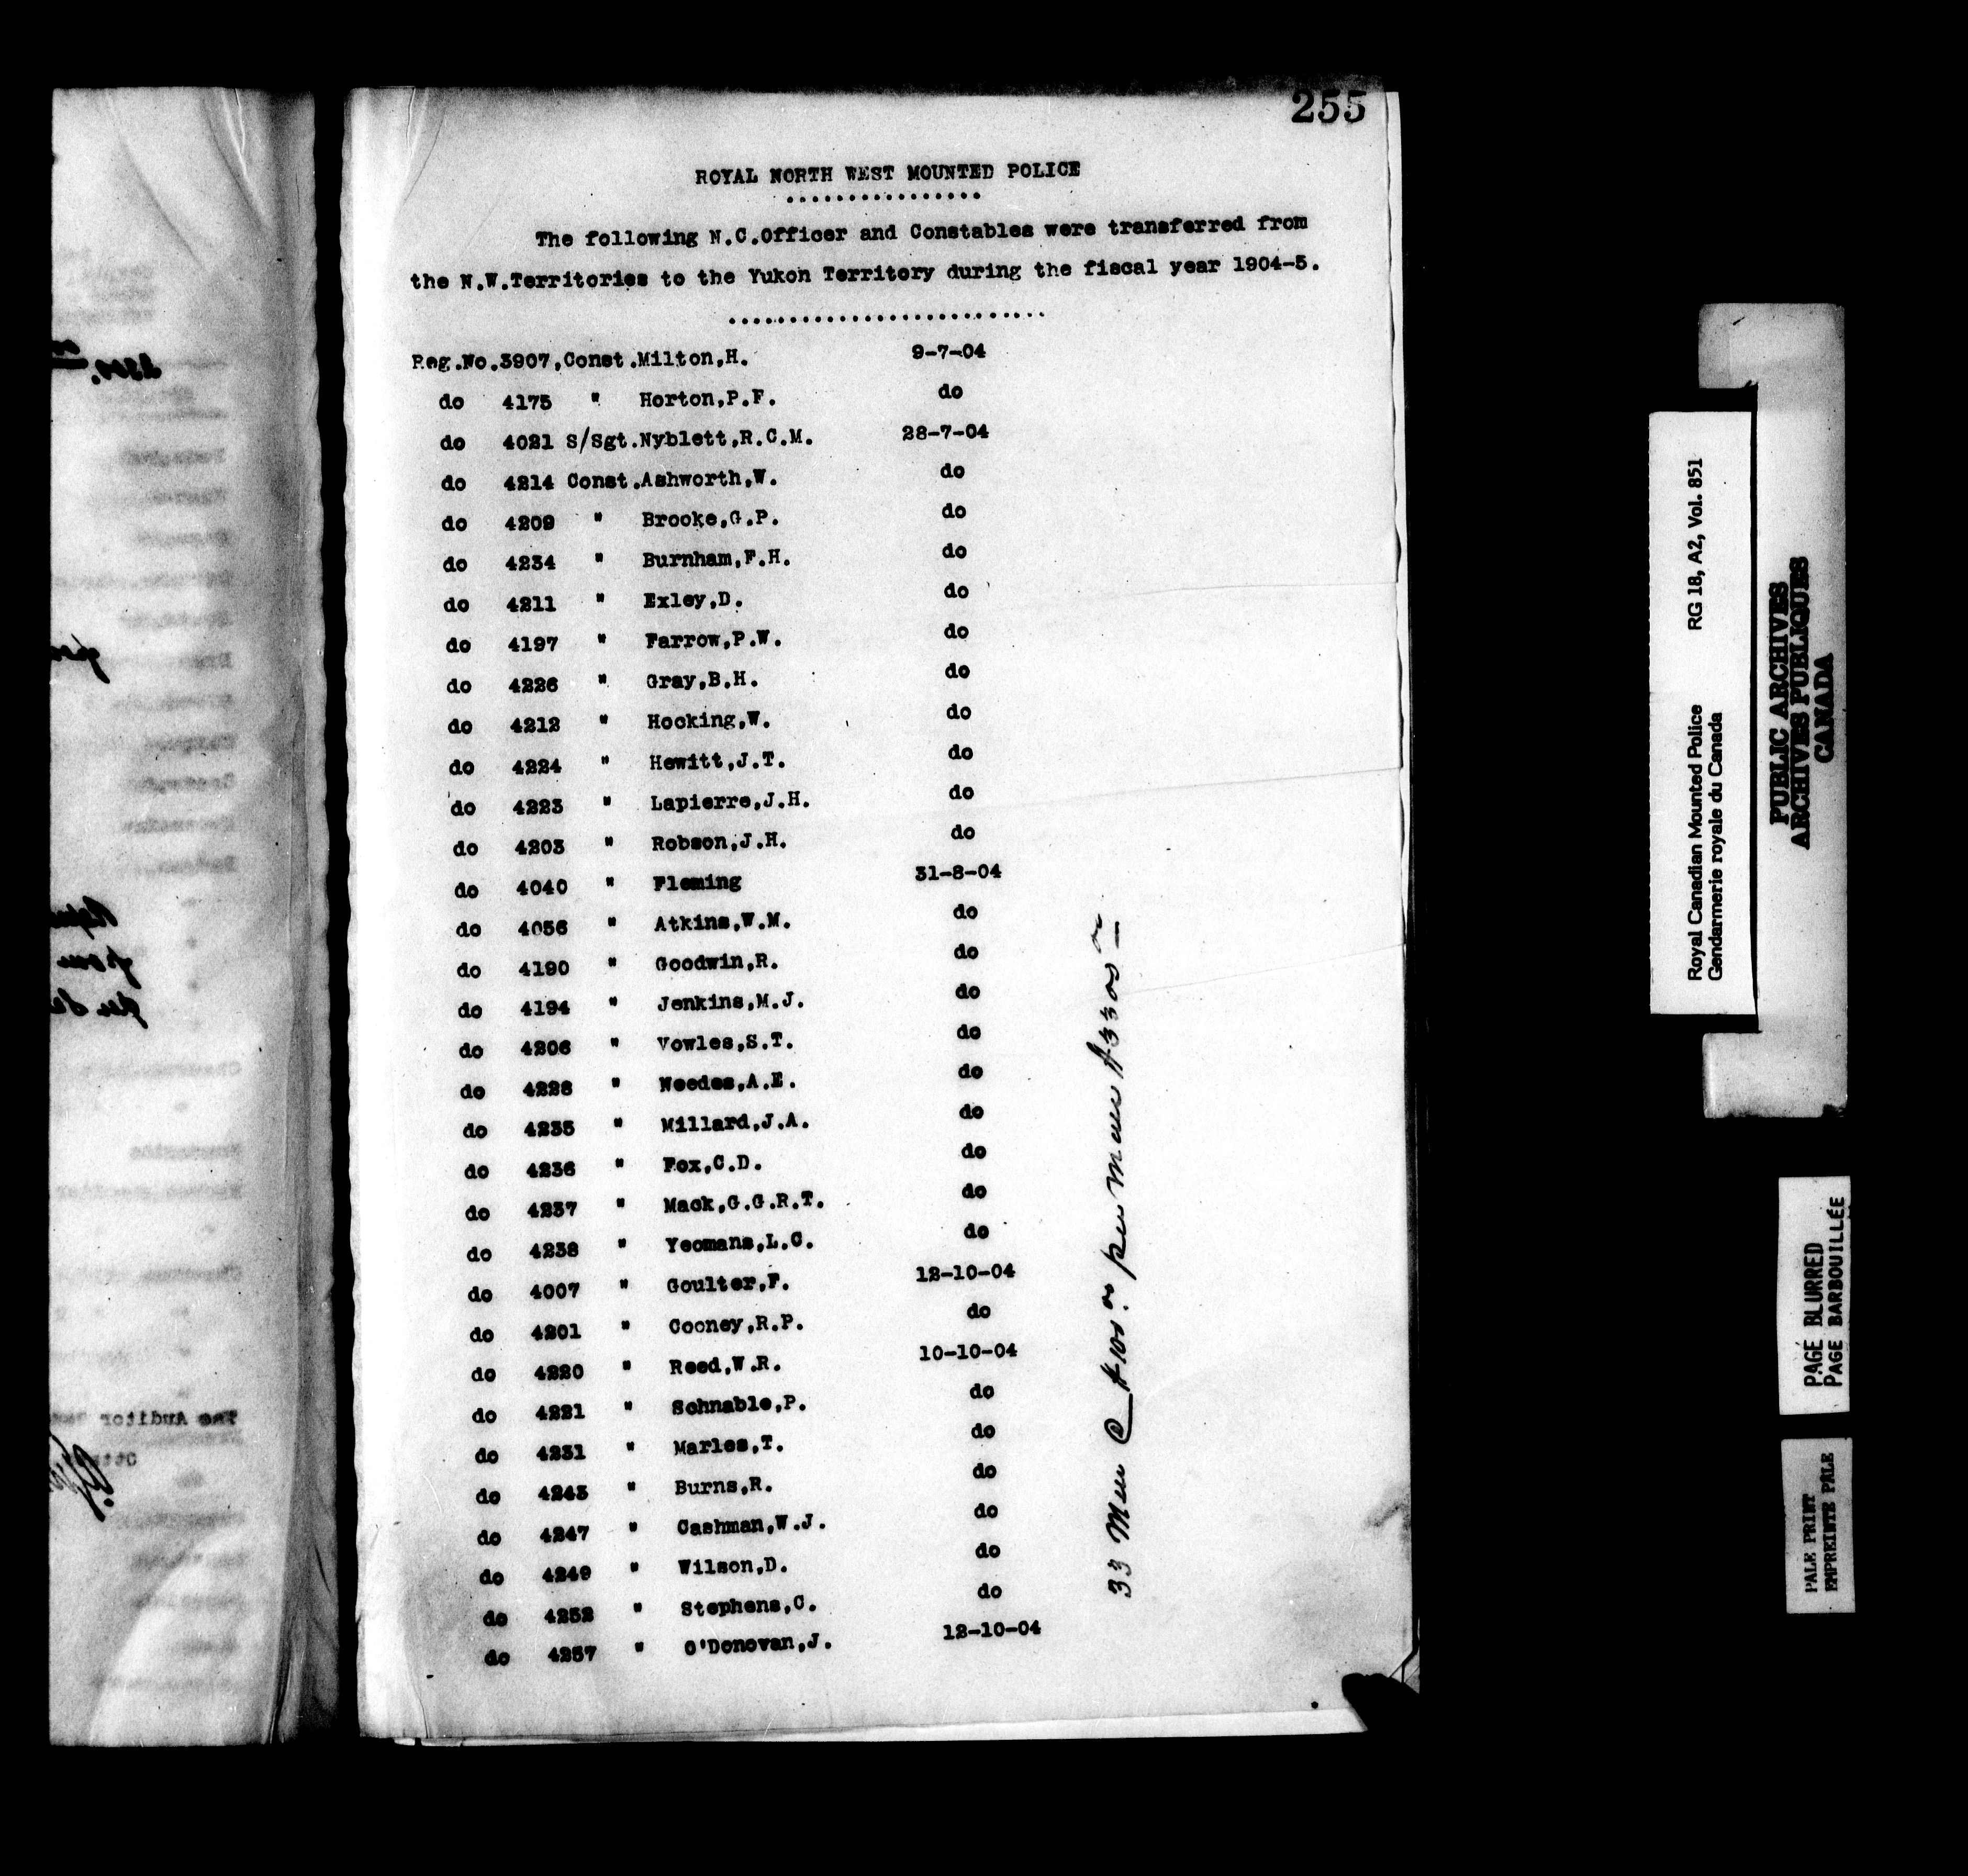 255
ROYAL NORTH WEST MOUNTED POLICE
................
The following N.C.Officer and Constables were transferred from
the N.W.Territories to the Yukon Territory during the fiscal year 1904-5.
..........................
Reg.No.3907,Const.Milton,H. 9-7-04
do 4175 " Horton,P.F. do
do 4021 S/Sgt.Nyblett,R.C.M. 28-7-04
do 4214 Const.Ashworth,W. do
do 4209 " Brooke,G.P. do
do 4234 " Burnham,F.H. do
do 4211 " Exley,D. do
do 4197 " Farrow,P.W. do
do 4226 " Gray,B.H. do
do 4212 " Hocking,W. do
do 4224 " Hewitt,J.T. do
do 4223 " Lapierre,J.H. do
do 4203 " Robson,J.H. do
do 4040 " Fleming 31-8-04
do 4056 " Atkins,W.M. do
do 4190 " Goodwin,R. do
do 4194 " Jenkins,M.J. do
do 4206 " Vowles,S.T. do
do 4228 " Needes,A.E. do
do 4235 " Millard,J.A. do
do 4236 " Fox,C.D. do
do 4237 " Mack,G.G.R.T. do
do 4238 " Yeomans,L.C. do
do 4007 " Goulter,F. 12-10-04
do 4201 " Cooney,R.P. do
do 4220 " Reed,W.R. 10-10-04
do 4221 " Schnable,P. do
do 4231 " Marles,T. do
do 4243 " Burns,R. do
do 4247 " Cashman,W.J. do
do 4249 " Wilson,D. do
do 4252 " Stephens,C. do
do 4257 " O'Donovan,J. 12-10-04
33 Men @ $100.00 per man $3300.00
Royal Canadian Mounted Police RG 18, A2, Vol. 851
Gendarmerie royale du Canada
PUBLIC ARCHIVES
ARCHIVES PUBLIQUES
CANADA
PAGE BLURRED
PAGE BARBOUILLÉE
PALE PRINT
EMPREINTE PALE